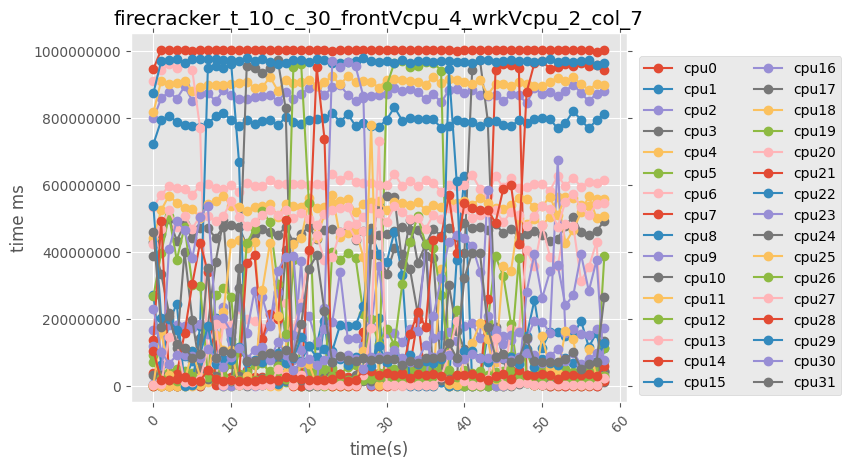 firecracker_t_10_c_30_frontVcpu_4_wrkVcpu_2_col_7
time ms
1000000000
800000000
600000000
400000000
200000000
0
0 10 20 30 40 50 60
time(s)
cpu0 cpu16
cpu1 cpu17
cpu2 cpu18
cpu3 cpu19
cpu4 cpu20
cpu5 cpu21
cpu6 cpu22
cpu7 cpu23
cpu8 cpu24
cpu9 cpu25
cpu10 cpu26
cpu11 cpu27
cpu12 cpu28
cpu13 cpu29
cpu14 cpu30
cpu15 cpu31